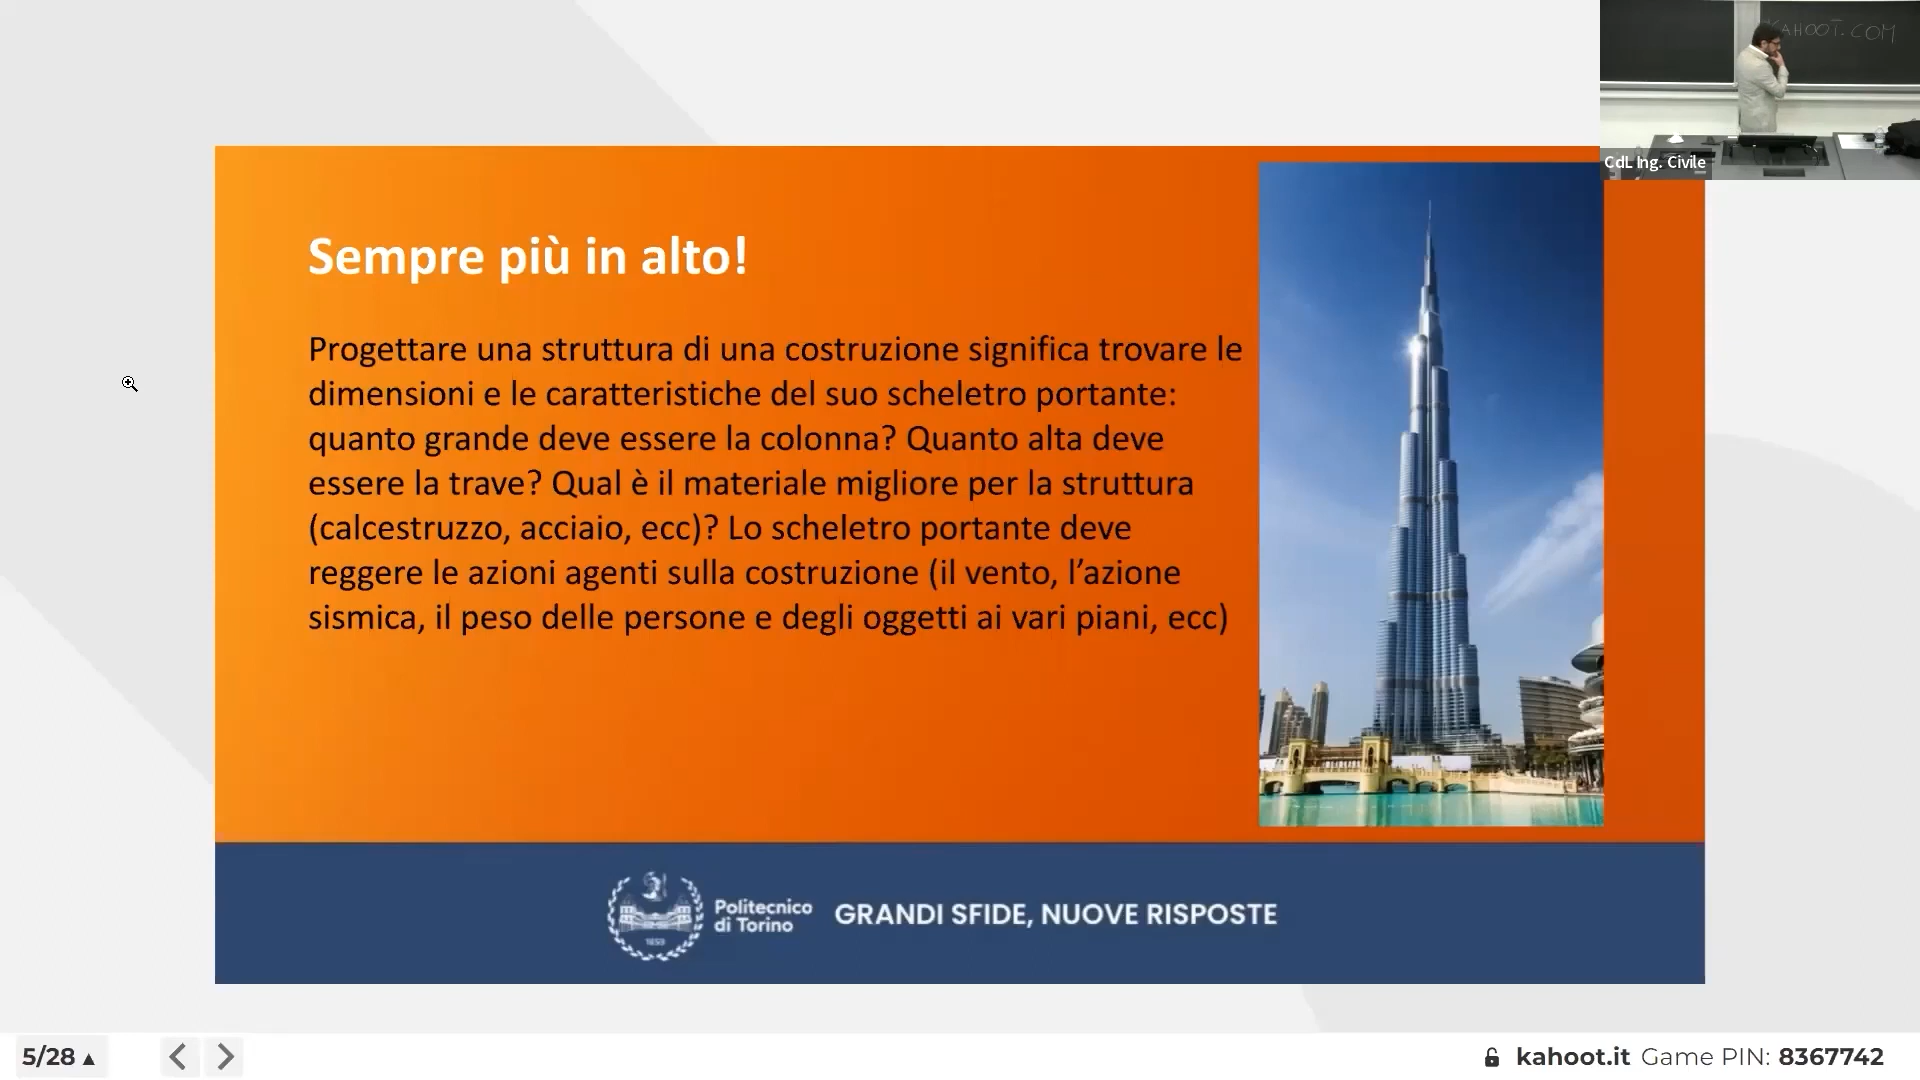 KAHOOT.COM
CdL Ing. Civile
Sempre più in alto!
Progettare una struttura di una costruzione significa trovare le
dimensioni e le caratteristiche del suo scheletro portante:
quanto grande deve essere la colonna? Quanto alta deve
essere la trave? Qual è il materiale migliore per la struttura
(calcestruzzo, acciaio, ecc)? Lo scheletro portante deve
reggere le azioni agenti sulla costruzione (il vento, l’azione
sismica, il peso delle persone e degli oggetti ai vari piani, ecc)
Politecnico
di Torino
1859
GRANDI SFIDE, NUOVE RISPOSTE
5/28
kahoot.it Game PIN: 8367742